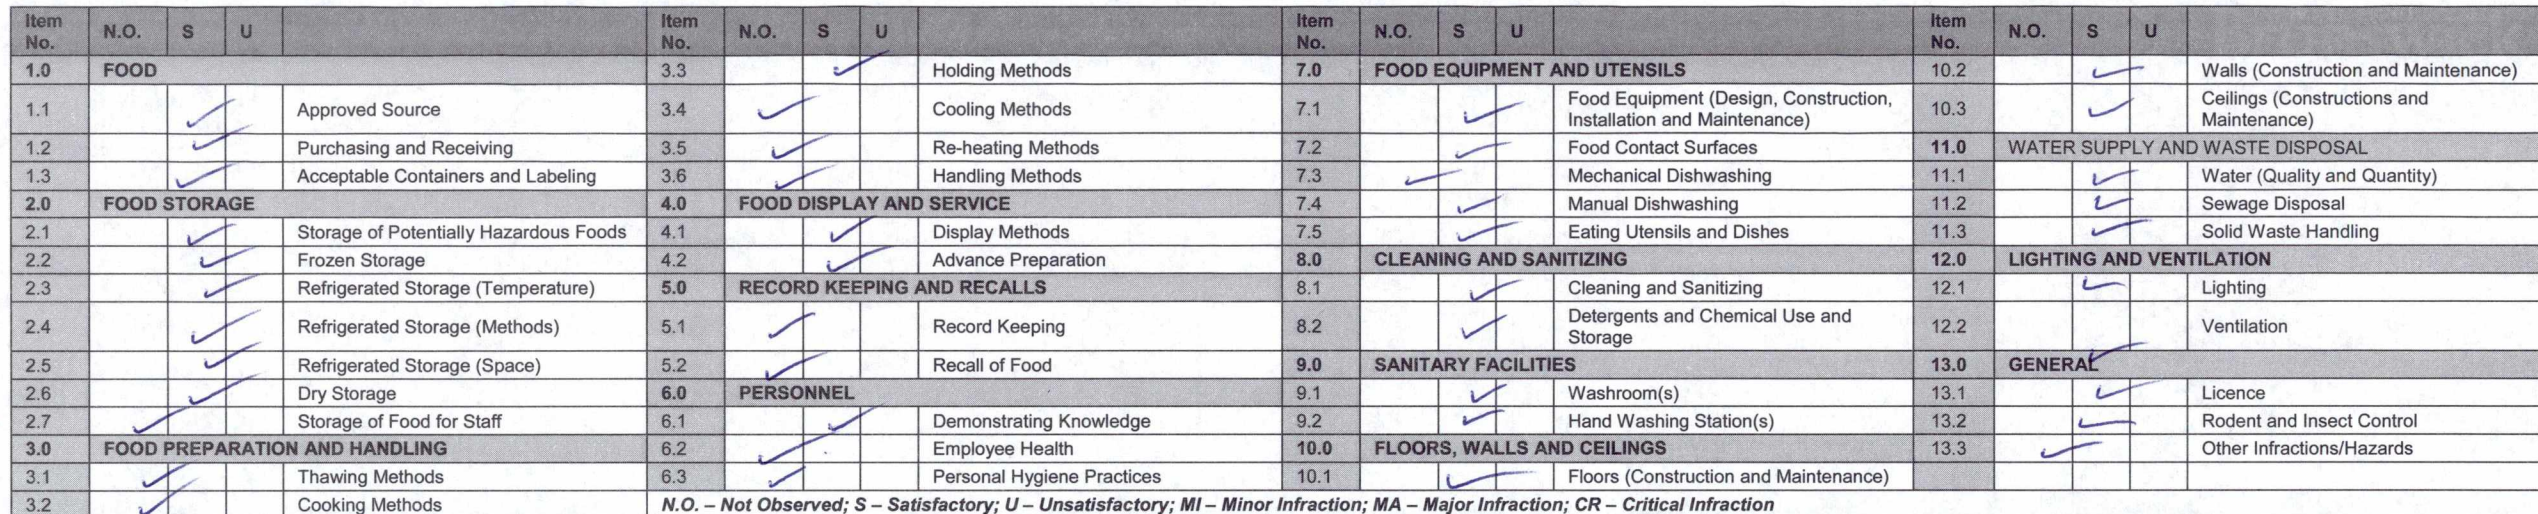 Item No. N.O. S U
1.0 FOOD
1.1 Approved Source
1.2 Purchasing and Receiving
1.3 Acceptable Containers and Labeling
2.0 FOOD STORAGE
2.1 Storage of Potentially Hazardous Foods
2.2 Frozen Storage
2.3 Refrigerated Storage (Temperature)
2.4 Refrigerated Storage (Methods)
2.5 Refrigerated Storage (Space)
2.6 Dry Storage
2.7 Storage of Food for Staff
3.0 FOOD PREPARATION AND HANDLING
3.1 Thawing Methods
3.2 Cooking Methods
Item No. N.O. S U
3.3 Holding Methods
3.4 Cooling Methods
3.5 Re-heating Methods
3.6 Handling Methods
4.0 FOOD DISPLAY AND SERVICE
4.1 Display Methods
4.2 Advance Preparation
5.0 RECORD KEEPING AND RECALLS
5.1 Record Keeping
5.2 Recall of Food
6.0 PERSONNEL
6.1 Demonstrating Knowledge
6.2 Employee Health
6.3 Personal Hygiene Practices
Item No. N.O. S U
7.0 FOOD EQUIPMENT AND UTENSILS
7.1 Food Equipment (Design, Construction,
Installation and Maintenance)
7.2 Food Contact Surfaces
7.3 Mechanical Dishwashing
7.4 Manual Dishwashing
7.5 Eating Utensils and Dishes
8.0 CLEANING AND SANITIZING
8.1 Cleaning and Sanitizing
8.2 Detergents and Chemical Use and
Storage
9.0 SANITARY FACILITIES
9.1 Washroom(s)
9.2 Hand Washing Station(s)
10.0 FLOORS, WALLS AND CEILINGS
10.1 Floors (Construction and Maintenance)
Item No. N.O. S U
10.2 Walls (Construction and Maintenance)
10.3 Ceilings (Constructions and
Maintenance)
11.0 WATER SUPPLY AND WASTE DISPOSAL
11.1 Water (Quality and Quantity)
11.2 Sewage Disposal
11.3 Solid Waste Handling
12.0 LIGHTING AND VENTILATION
12.1 Lighting
12.2 Ventilation
13.0 GENERAL
13.1 Licence
13.2 Rodent and Insect Control
13.3 Other Infractions/Hazards
N.O. – Not Observed; S – Satisfactory; U – Unsatisfactory; MI – Minor Infraction; MA – Major Infraction; CR – Critical Infraction